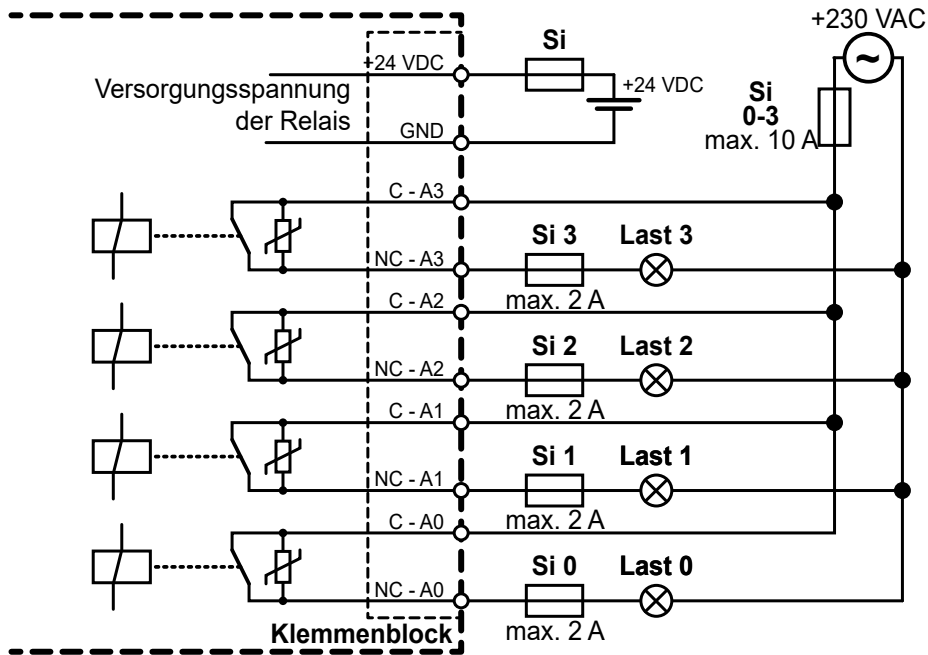 +230 VAC
Si
+24 VDC
+24 VDC
Versorgungsspannung
der Relais
GND
Si
0-3
max. 10 A
C - A3
Si 3
Last 3
NC - A3
max. 2 A
C - A2
Si 2
Last 2
NC - A2
max. 2 A
C - A1
Si 1
Last 1
NC - A1
max. 2 A
C - A0
Si 0
Last 0
NC - A0
max. 2 A
Klemmenblock